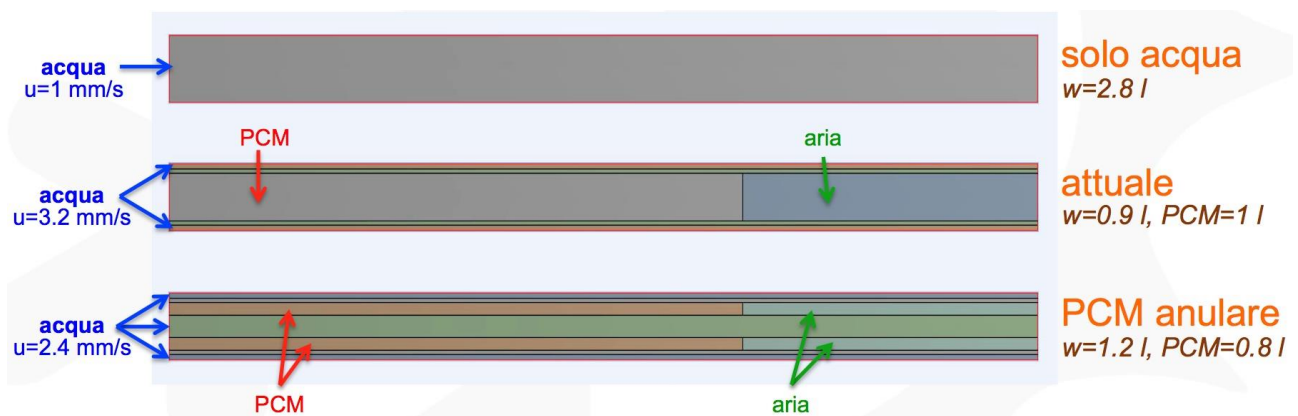 acqua
u=1 mm/s
solo acqua
w=2.8 l
PCM
aria
acqua
u=3.2 mm/s
attuale
w=0.9 l, PCM=1 l
acqua
u=2.4 mm/s
PCM anulare
w=1.2 l, PCM=0.8 l
PCM
aria